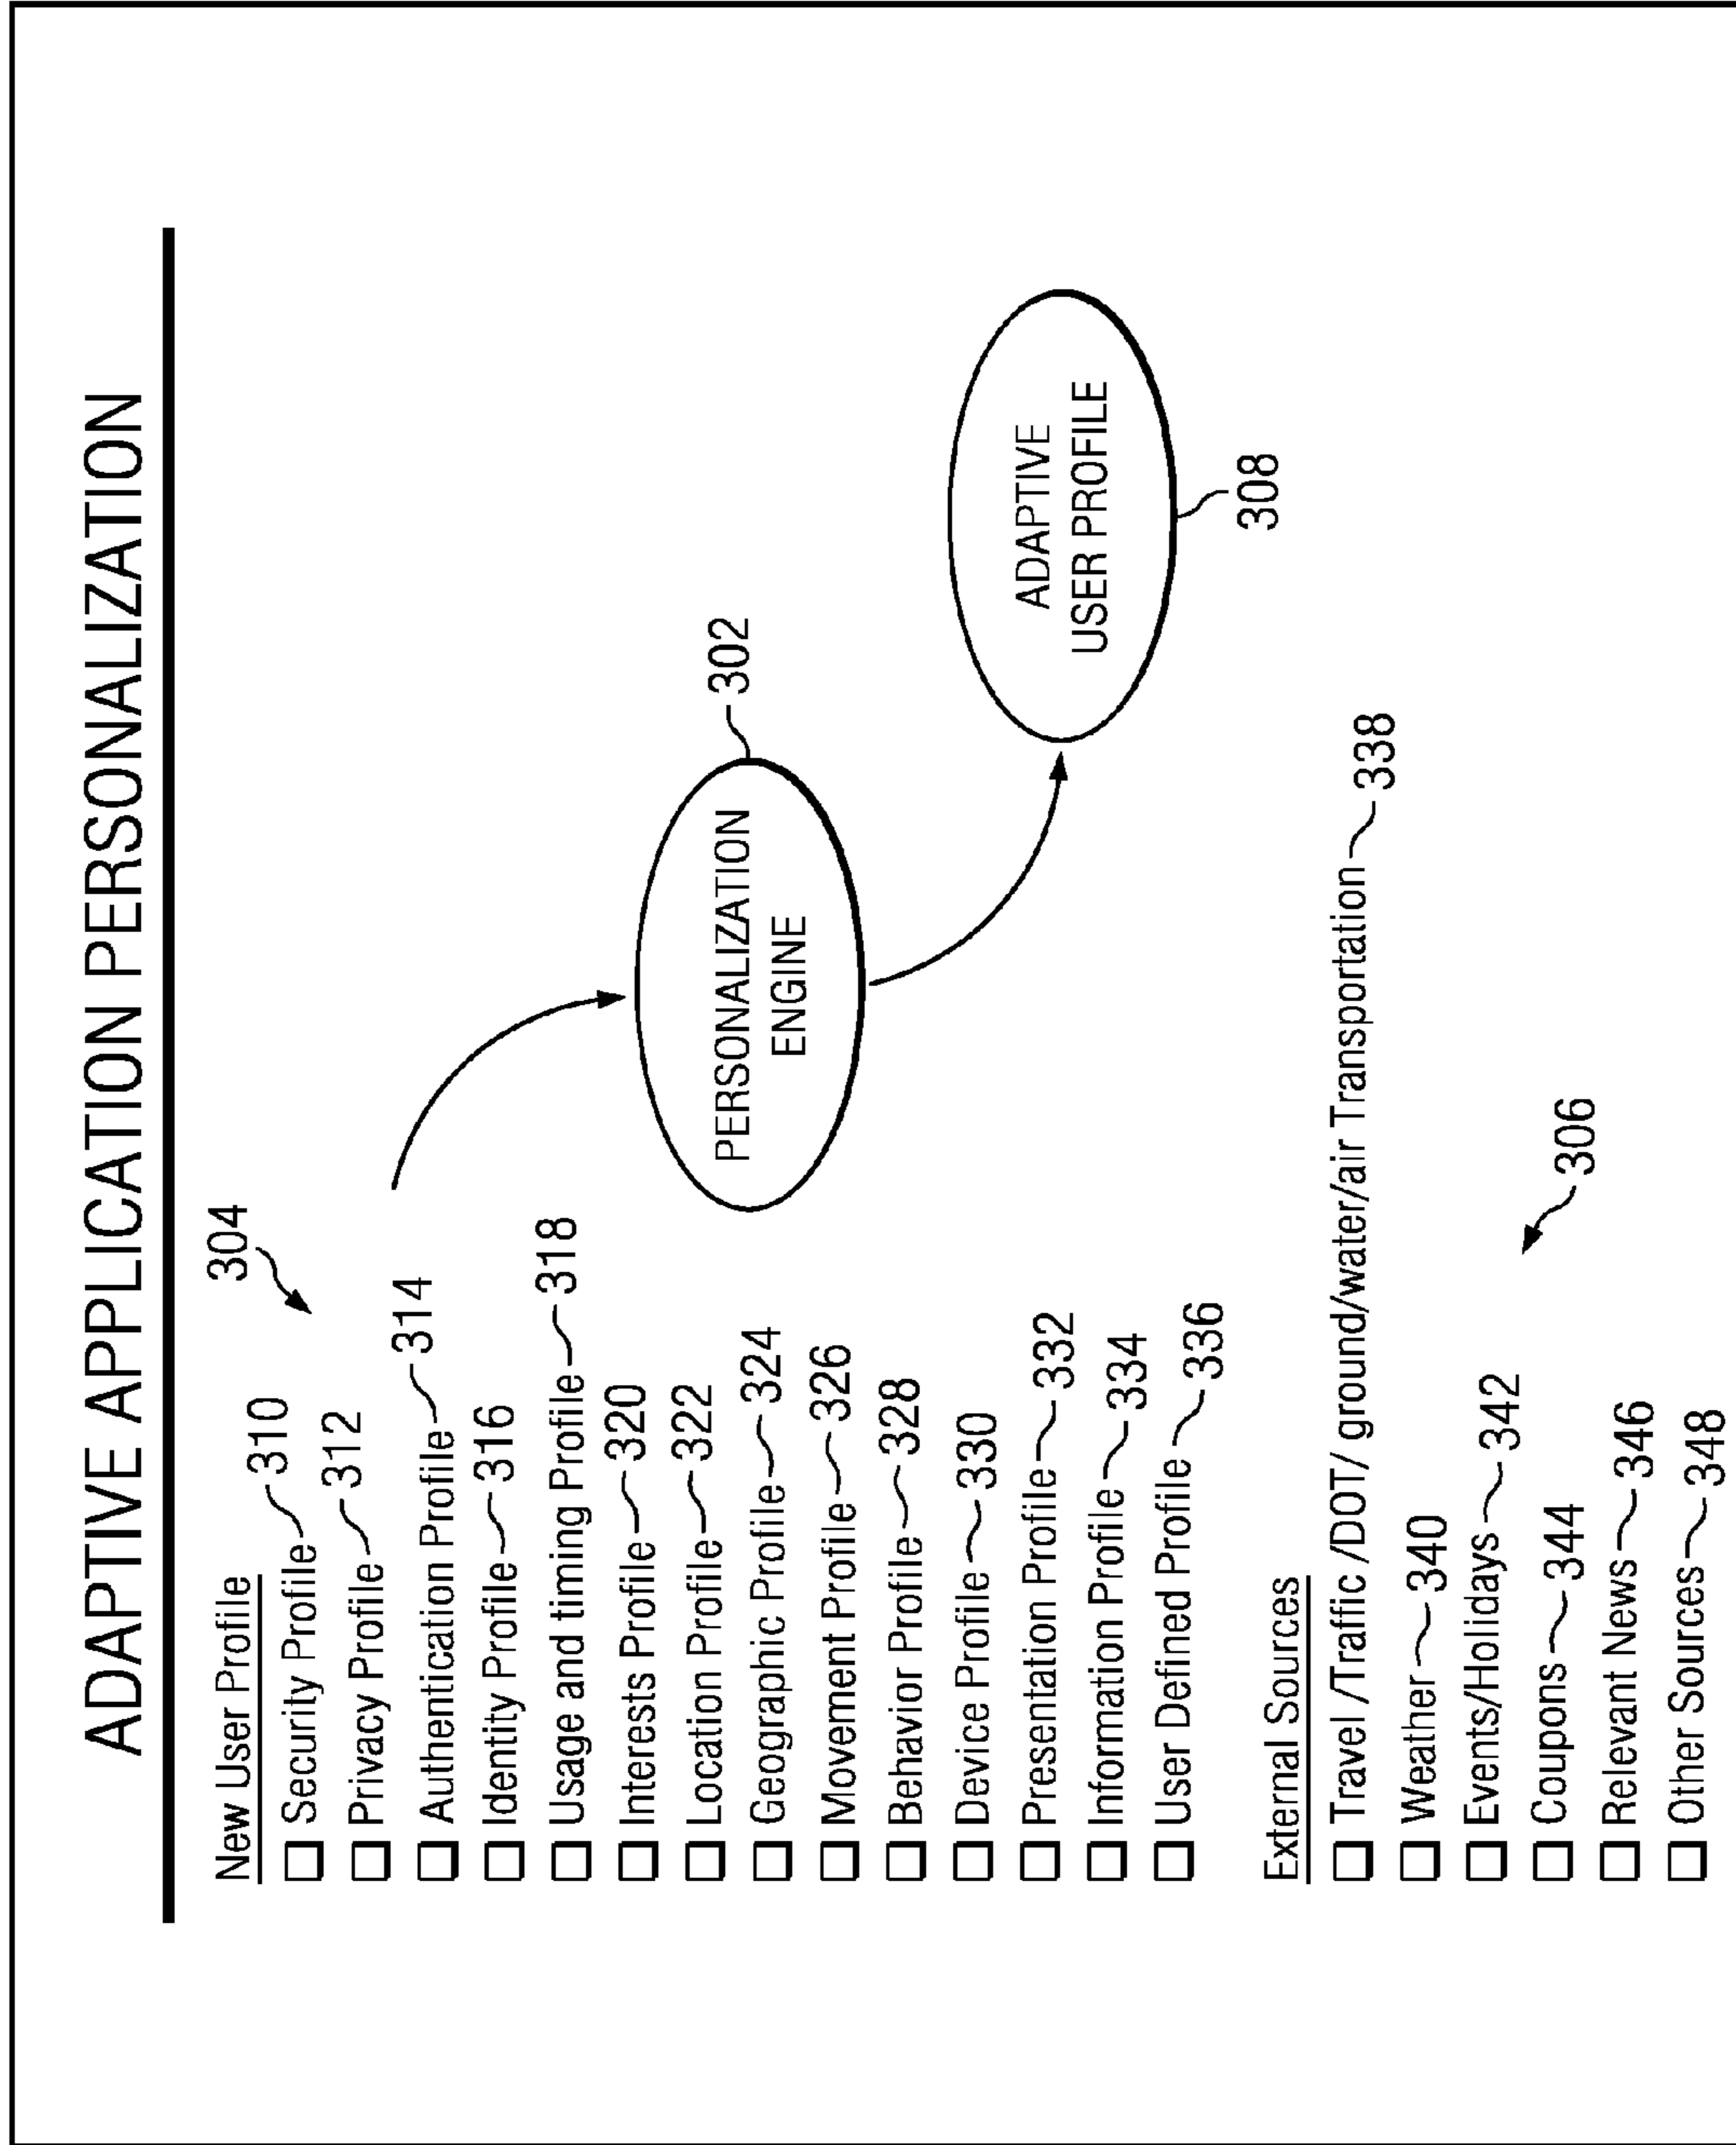 ADAPTIVE APPLICATION PERSONALIZATION
304
New User Profile
Security Profile 310
Privacy Profile 312
Authentication Profile 314
Identity Profile 316
Usage and timing Profile 318
Interests Profile 320
Location Profile 322
Geographic Profile 324
Movement Profile 326
Behavior Profile 328
Device Profile 330
Presentation Profile 332
Information Profile 334
User Defined Profile 336
PERSONALIZATION
ENGINE
302
ADAPTIVE
USER PROFILE
308
External Sources
Travel /Traffic /DOT/ ground/water/air Transportation 338
Weather 340
Events/Holidays 342
Coupons 344
Relevant News 346
Other Sources 348
306